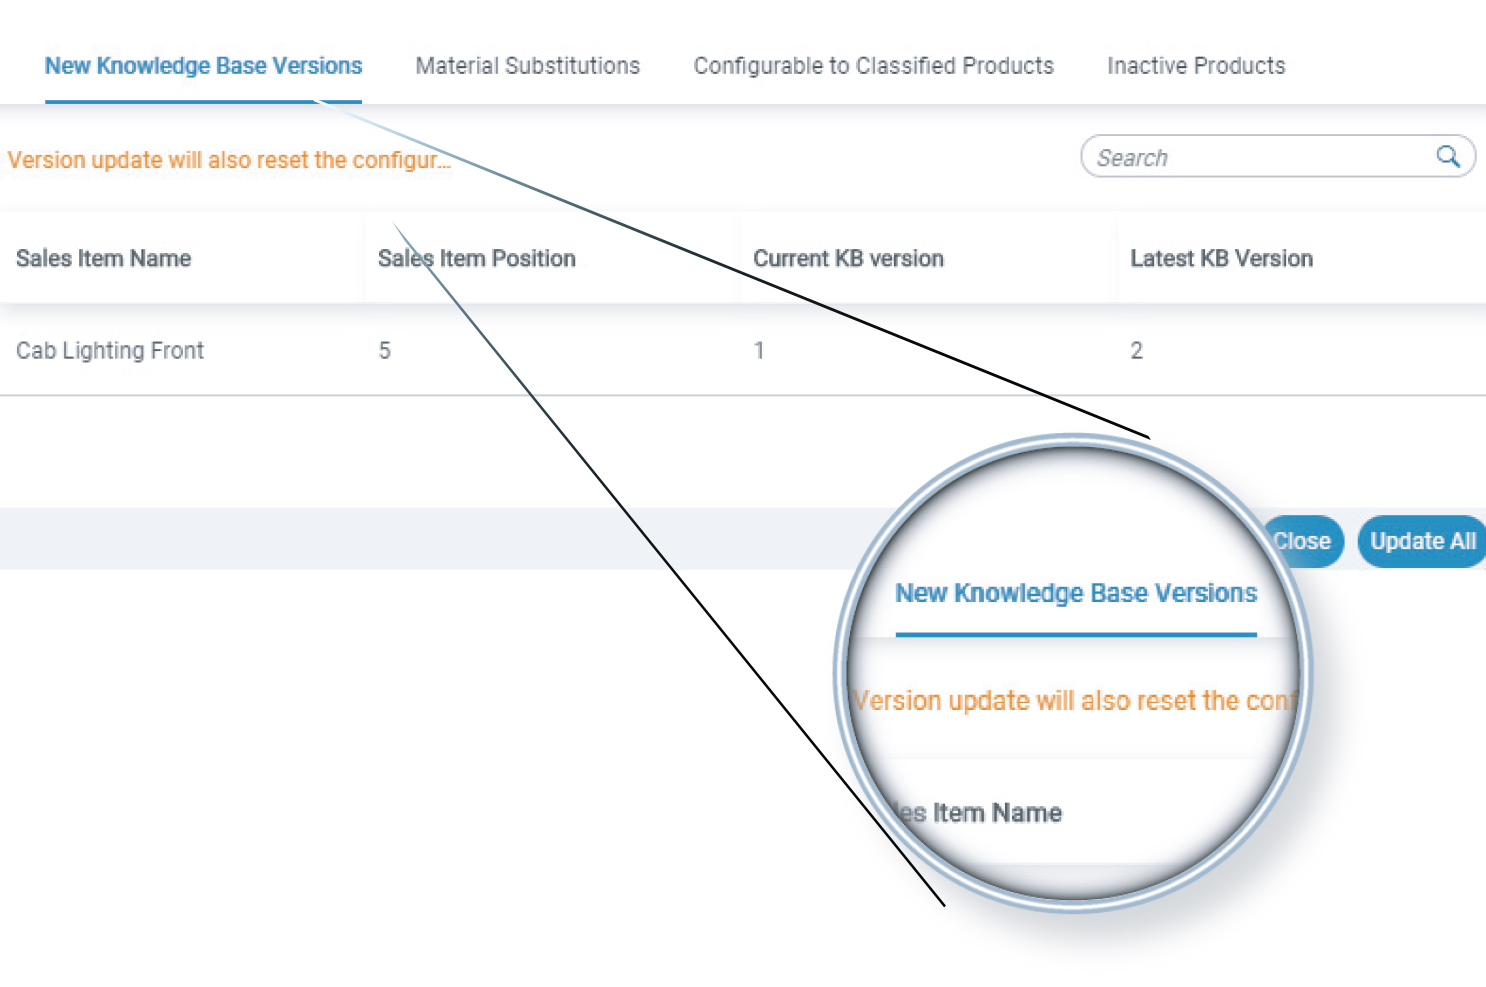 New Knowledge Base Versions Material Substitutions Configurable to Classified Products Inactive Products
Version update will also reset the configur... Search
Sales Item Name Sales Item Position Current KB version Latest KB Version
Cab Lighting Front 5 1 2
Close Update All
New Knowledge Base Versions
Version update will also reset the conf
les Item Name